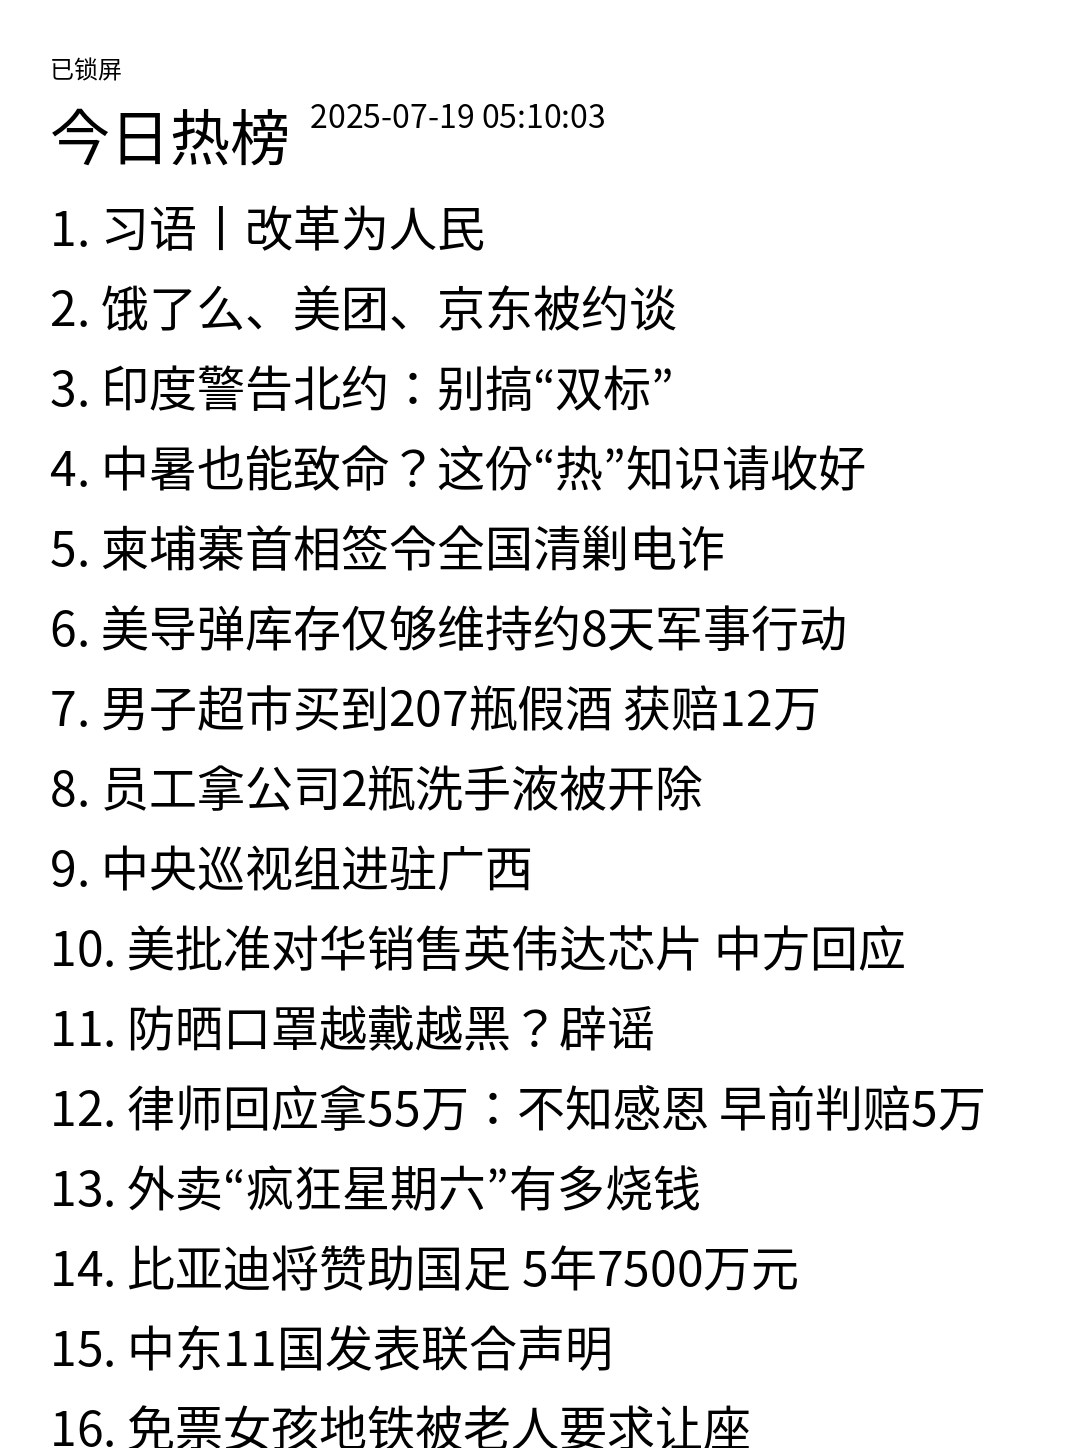 已锁屏
今日热榜 2025-07-19 05:10:03
1. 习语丨改革为人民
2. 饿了么、美团、京东被约谈
3. 印度警告北约：别搞“双标”
4. 中暑也能致命？这份“热”知识请收好
5. 柬埔寨首相签令全国清剿电诈
6. 美导弹库存仅够维持约8天军事行动
7. 男子超市买到207瓶假酒 获赔12万
8. 员工拿公司2瓶洗手液被开除
9. 中央巡视组进驻广西
10. 美批准对华销售英伟达芯片 中方回应
11. 防晒口罩越戴越黑？辟谣
12. 律师回应拿55万：不知感恩 早前判赔5万
13. 外卖“疯狂星期六”有多烧钱
14. 比亚迪将赞助国足 5年7500万元
15. 中东11国发表联合声明
16. 免票女孩地铁被老人要求让座